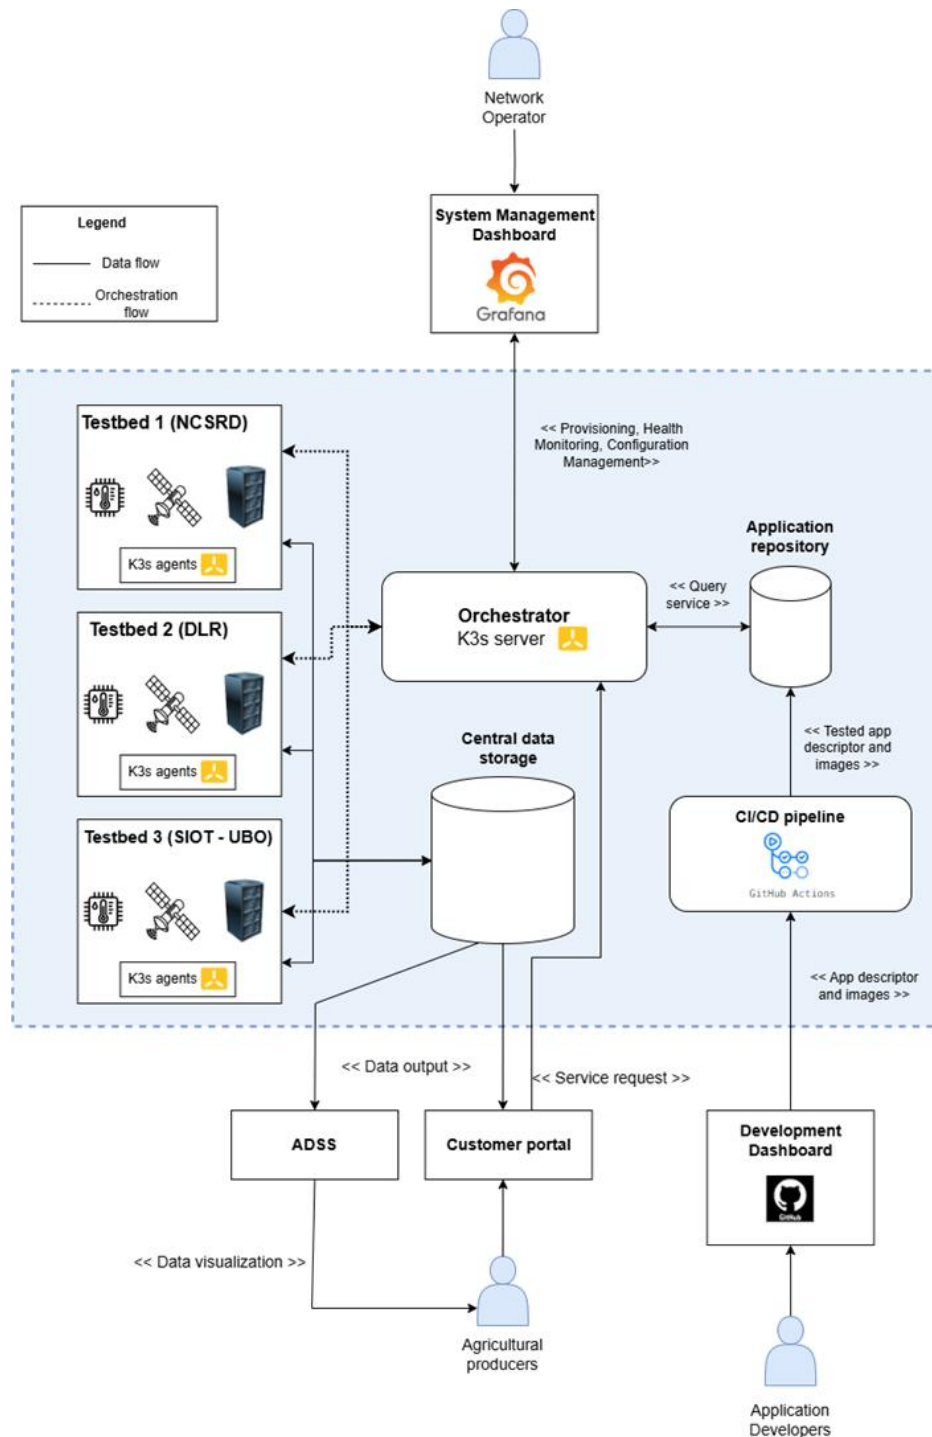 Network
Operator
System Management
Dashboard
Grafana
Legend
Data flow
Orchestration
flow
Testbed 1 (NCSRD)
K3s agents
<< Provisioning, Health
Monitoring, Configuration
Management>>
Application
repository
Orchestrator
K3s server
<< Query
service >>
Testbed 2 (DLR)
K3s agents
Central data
storage
<< Tested app
descriptor and
images >>
CI/CD pipeline
GitHub Actions
Testbed 3 (SIOT - UBO)
K3s agents
<< App descriptor
and images >>
<< Data output >>
<< Service request >>
ADSS
Customer portal
Development
Dashboard
GitHub
<< Data visualization >>
Agricultural
producers
Application
Developers